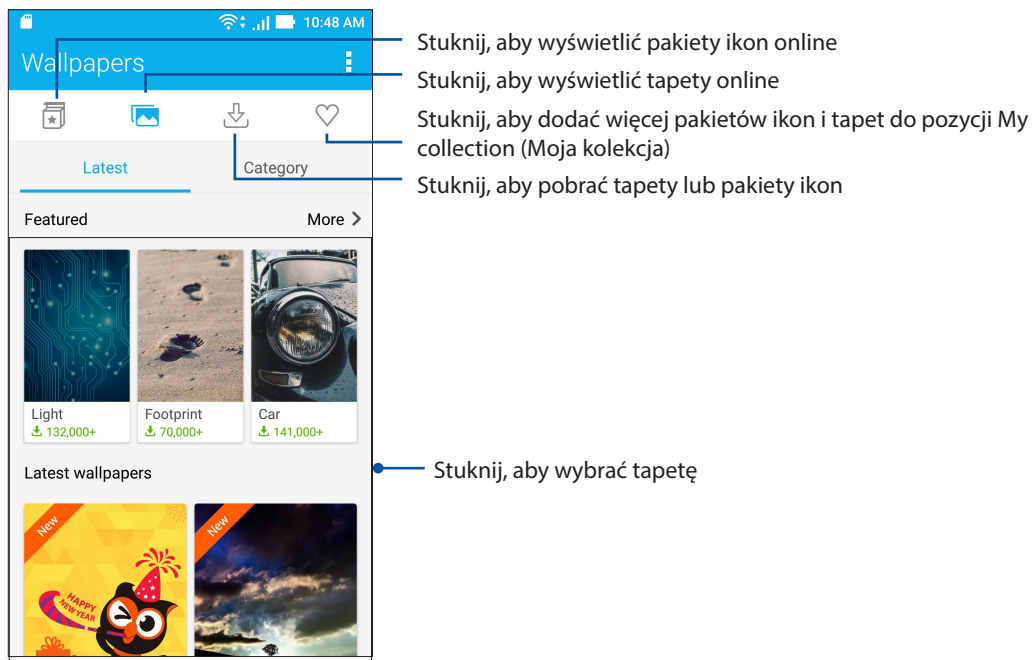 10:48 AM
Wallpapers
Latest
Category
Featured
More
Light
132,000+
Footprint
70,000+
Car
141,000+
Latest wallpapers
New
New
HAPPY
NEW YEAR
Stuknij, aby wyświetlić pakiety ikon online
Stuknij, aby wyświetlić tapety online
Stuknij, aby dodać więcej pakietów ikon i tapet do pozycji My
collection (Moja kolekcja)
Stuknij, aby pobrać tapety lub pakiety ikon
Stuknij, aby wybrać tapetę